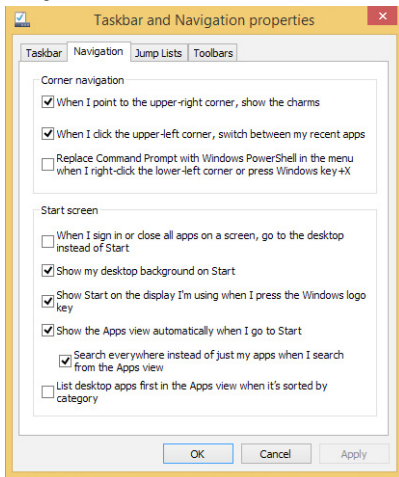 Taskbar and Navigation properties
Taskbar Navigation Jump Lists Toolbars
Corner navigation
When I point to the upper-right corner, show the charms
When I click the upper-left corner, switch between my recent apps
Replace Command Prompt with Windows PowerShell in the menu
when I right-click the lower-left corner or press Windows key+X
Start screen
When I sign in or close all apps on a screen, go to the desktop
instead of Start
Show my desktop background on Start
Show Start on the display I'm using when I press the Windows logo
key
Show the Apps view automatically when I go to Start
Search everywhere instead of just my apps when I search
from the Apps view
List desktop apps first in the Apps view when it's sorted by
category
OK Cancel Apply